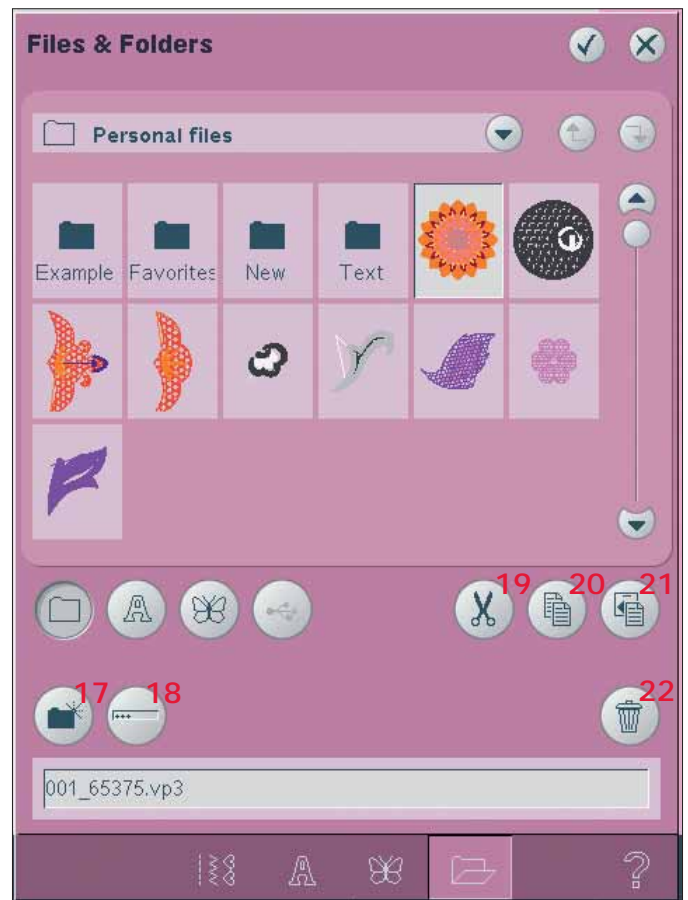 Files & Folders
Personal files
Example Favorites New Text
19 20 21
17 18 22
001_65375.vp3